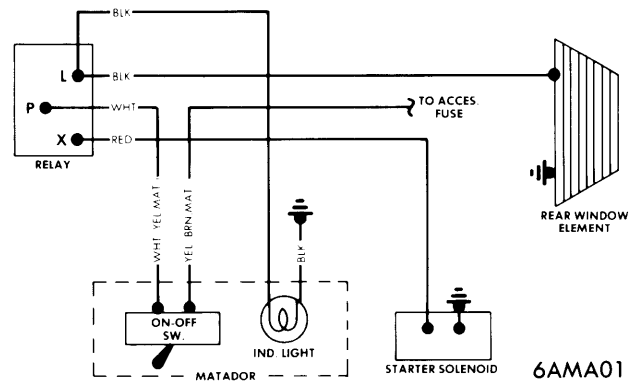 BLK
L
BLK
P
WHT
TO ACCES.
FUSE
X
RED
RELAY
WHT YEL MAT
YEL BRN MAT
BLK
REAR WINDOW
ELEMENT
ON-OFF
SW.
IND. LIGHT
MATADOR
STARTER SOLENOID
6AMA01